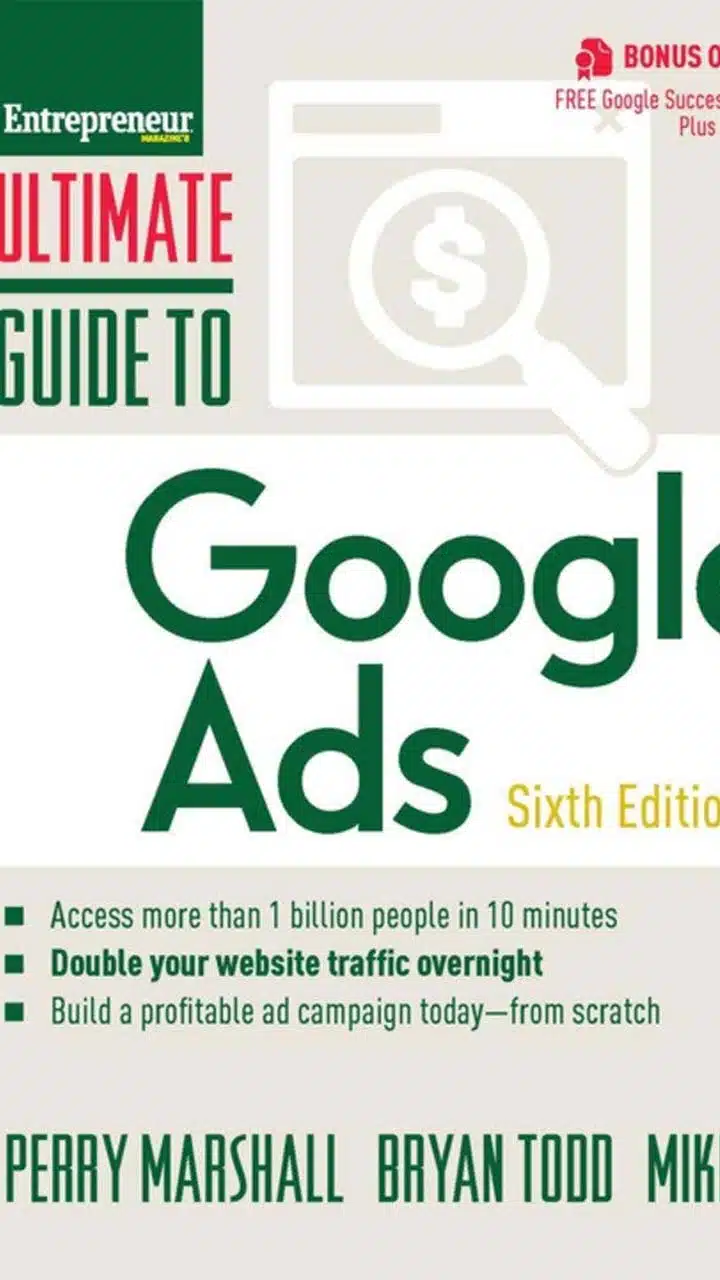 Entrepreneur
MAGAZINE'S
BONUS O
FREE Google Succes
Plus
ULTIMATE
GUIDE TO
Google
Ads
Sixth Editio
■ Access more than 1 billion people in 10 minutes
■ Double your website traffic overnight
■ Build a profitable ad campaign today—from scratch
PERRY MARSHALL BRYAN TODD MIK